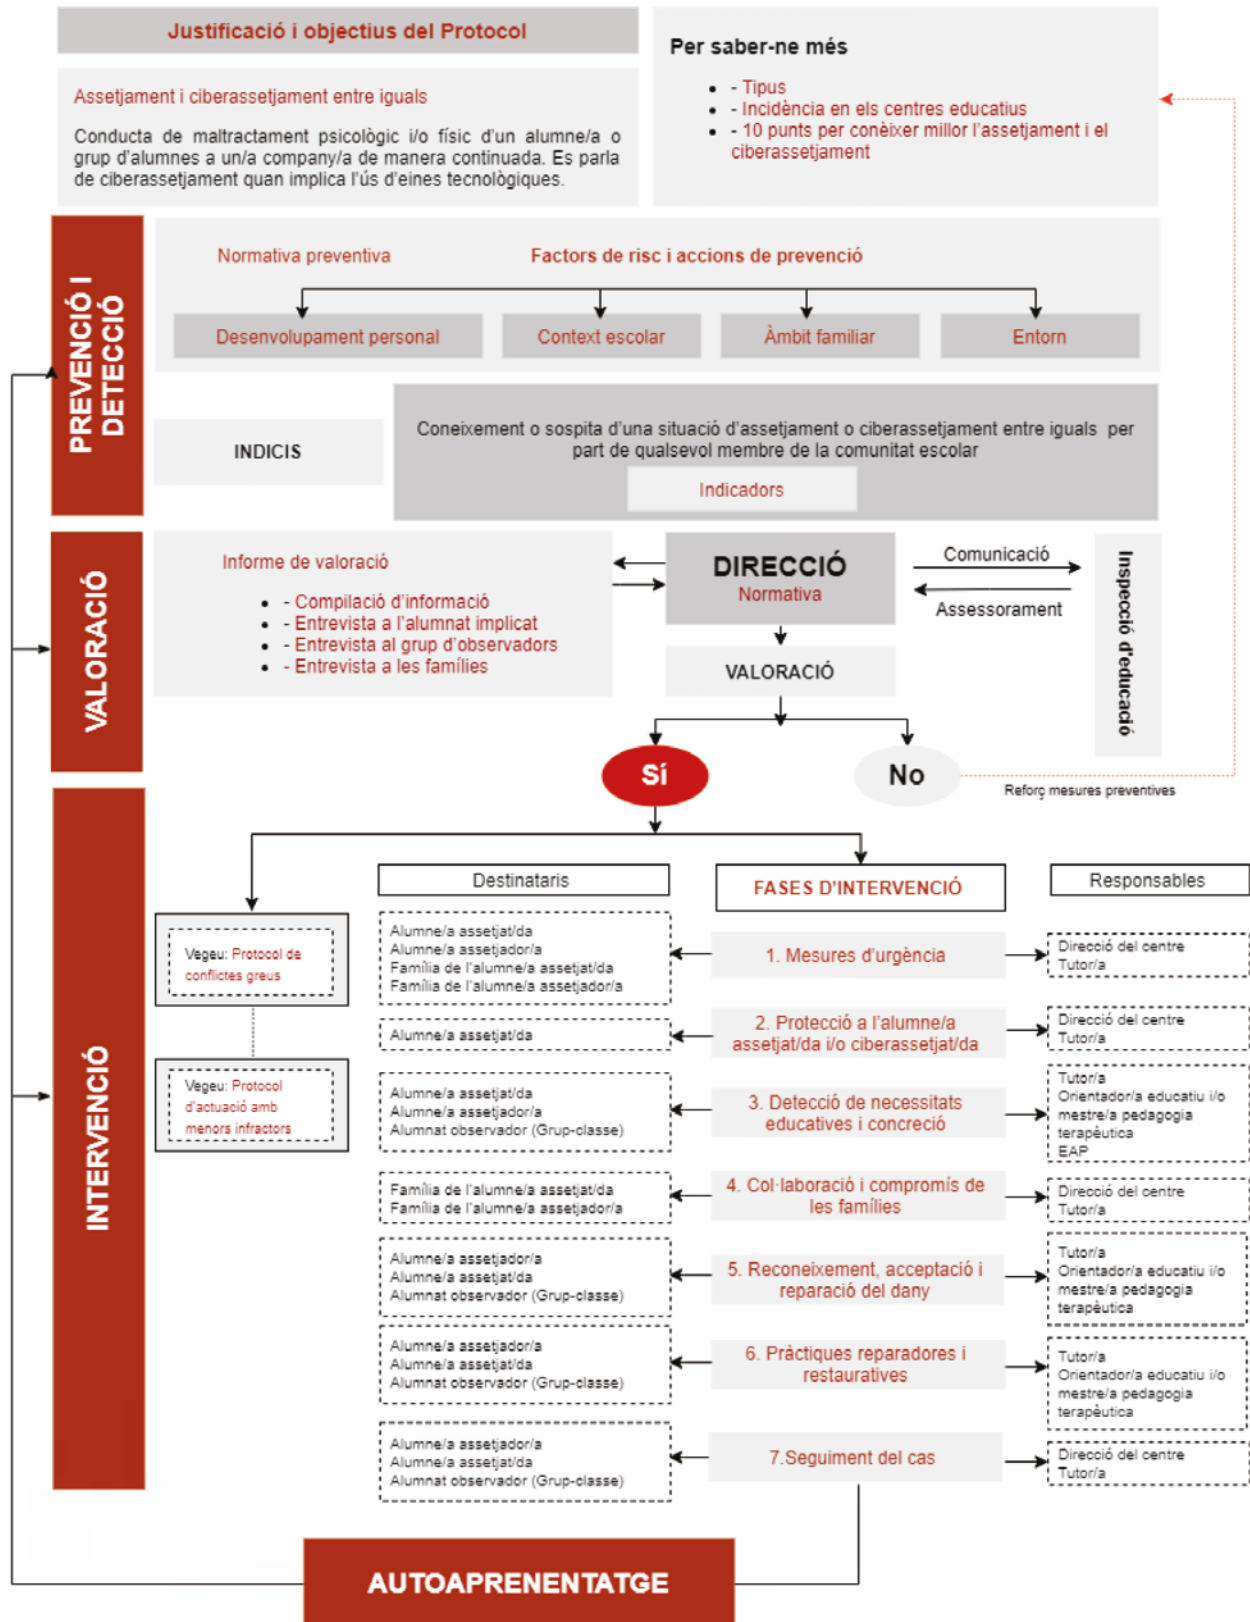 Justificació i objectius del Protocol
Assetjament i ciberassetjament entre iguals
Conducta de maltractament psicològic i/o físic d'un alumne/a o
grup d'alumnes a un/a company/a de manera continuada. Es parla
de ciberassetjament quan implica l'ús d'eines tecnològiques.
Per saber-ne més
- Tipus
- Incidència en els centres educatius
- 10 punts per conèixer millor l'assetjament i el
ciberassetjament
PREVENCIÓ I
DETECCIÓ
Normativa preventiva
Factors de risc i accions de prevenció
Desenvolupament personal
Context escolar
Àmbit familiar
Entorn
INDICIS
Coneixement o sospita d'una situació d'assetjament o ciberassetjament entre iguals per
part de qualsevol membre de la comunitat escolar
Indicadors
VALORACIÓ
Informe de valoració
- Compilació d'informació
- Entrevista a l'alumnat implicat
- Entrevista al grup d'observadors
- Entrevista a les famílies
DIRECCIÓ
Normativa
Comunicació
Assessorament
Inspecció d'educació
VALORACIÓ
Sí
No
Reforç mesures preventives
INTERVENCIÓ
Destinataris
FASES D'INTERVENCIÓ
Responsables
Vegeu: Protocol de
conflictes greus
Vegeu: Protocol
d'actuació amb
menors infractors
Alumne/a assetjat/da
Alumne/a assetjador/a
Família de l'alumne/a assetjat/da
Família de l'alumne/a assetjador/a
1. Mesures d'urgència
Direcció del centre
Tutor/a
Alumne/a assetjat/da
2. Protecció a l'alumne/a
assetjat/da i/o ciberassetjat/da
Direcció del centre
Tutor/a
Alumne/a assetjat/da
Alumne/a assetjador/a
Alumnat observador (Grup-classe)
3. Detecció de necessitats
educatives i concreció
Tutor/a
Orientador/a educatiu i/o
mestre/a pedagogia
terapèutica
EAP
Família de l'alumne/a assetjat/da
Família de l'alumne/a assetjador/a
4. Col·laboració i compromís de
les famílies
Direcció del centre
Tutor/a
Alumne/a assetjador/a
Alumne/a assetjat/da
Alumnat observador (Grup-classe)
5. Reconeixement, acceptació i
reparació del dany
Tutor/a
Orientador/a educatiu i/o
mestre/a pedagogia
terapèutica
Alumne/a assetjador/a
Alumne/a assetjat/da
Alumnat observador (Grup-classe)
6. Pràctiques reparadores i
restauratives
Tutor/a
Orientador/a educatiu i/o
mestre/a pedagogia
terapèutica
Alumne/a assetjador/a
Alumne/a assetjat/da
Alumnat observador (Grup-classe)
7.Seguiment del cas
Direcció del centre
Tutor/a
AUTOAPRENENTATGE